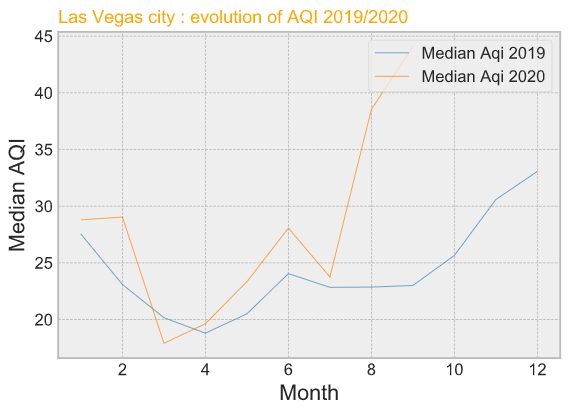 Las Vegas city : evolution of AQI 2019/2020
45
40
35
30
25
20
Median AQI
Median Aqi 2019
Median Aqi 2020
2
4
6
8
10
12
Month